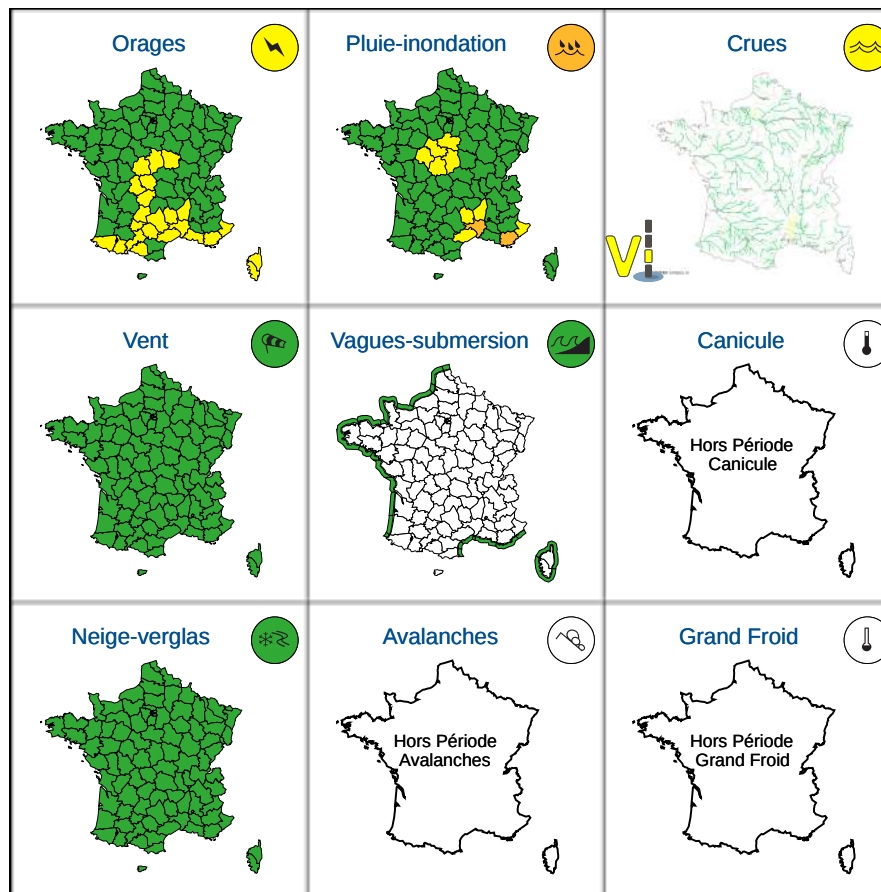 Orages
Pluie-inondation
Crues
Vi
Vent
Vagues-submersion
Canicule
Hors Période
Canicule
Neige-verglas
Avalanches
Grand Froid
Hors Période
Avalanches
Hors Période
Grand Froid